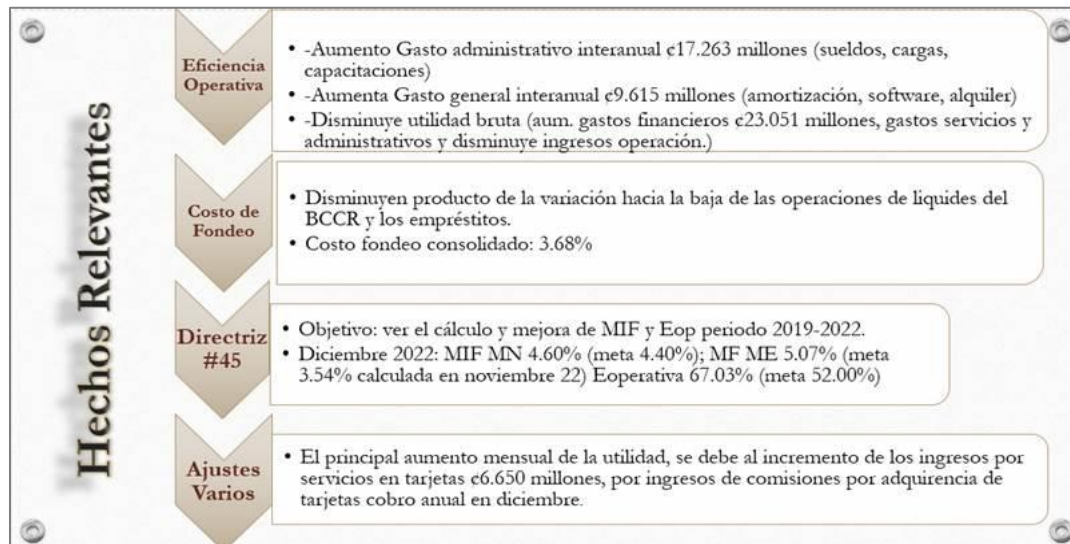 Hechos Relevantes
Eficiencia
Operativa
• -Aumento Gasto administrativo interanual ¢17.263 millones (sueldos, cargas,
capacitaciones)
• -Aumenta Gasto general interanual ¢9.615 millones (amortización, software, alquiler)
• -Disminuye utilidad bruta (aum. gastos financieros ¢23.051 millones, gastos servicios y
administrativos y disminuye ingresos operación.)
Costo de
Fondeo
• Disminuyen producto de la variación hacia la baja de las operaciones de liquides del
BCCR y los empréstitos.
• Costo fondeo consolidado: 3.68%
Directriz
#45
• Objetivo: ver el cálculo y mejora de MIF y Eop periodo 2019-2022.
• Diciembre 2022: MIF MN 4.60% (meta 4.40%); MF ME 5.07% (meta
3.54% calculada en noviembre 22) Eoperativa 67.03% (meta 52.00%)
Ajustes
Varios
• El principal aumento mensual de la utilidad, se debe al incremento de los ingresos por
servicios en tarjetas ¢6.650 millones, por ingresos de comisiones por adquirencia de
tarjetas cobro anual en diciembre.